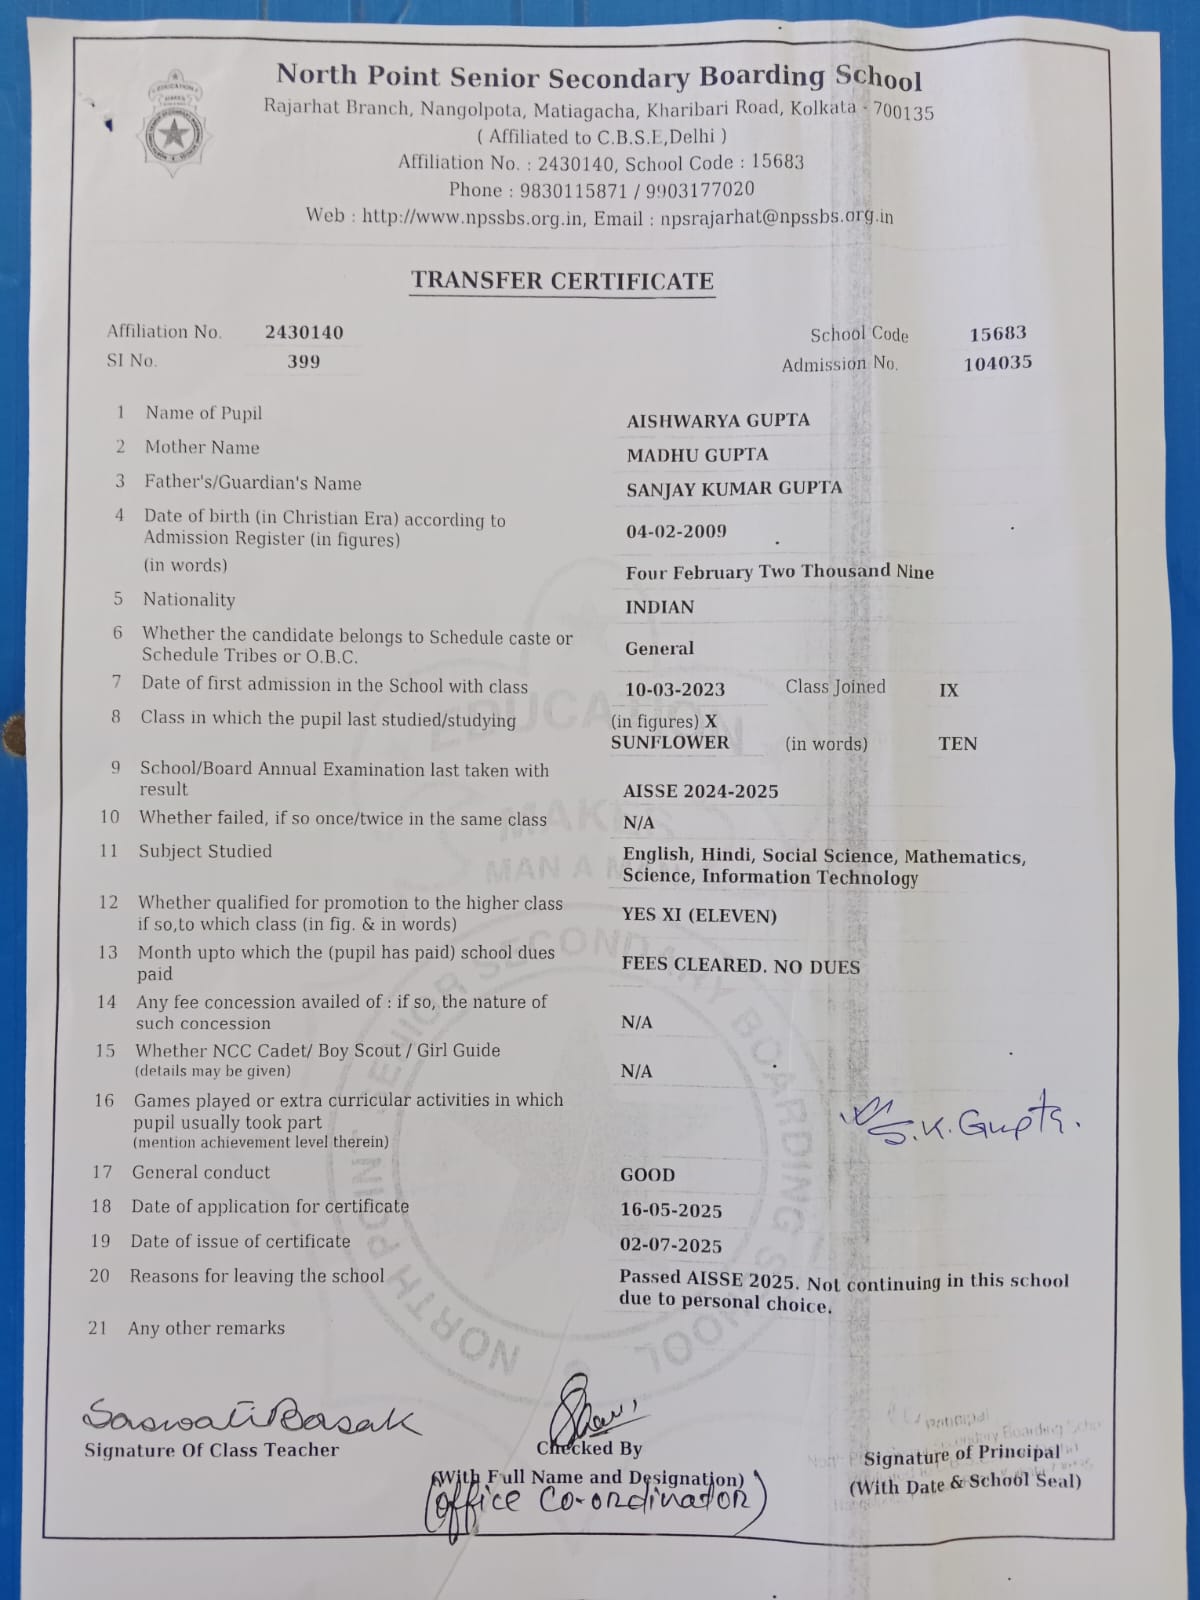 North Point Senior Secondary Boarding School
Rajarhat Branch, Nangolpota, Matiagacha, Kharibari Road, Kolkata - 700135
( Affiliated to C.B.S.E,Delhi )
Affiliation No. : 2430140, School Code : 15683
Phone : 9830115871 / 9903177020
Web : http://www.npssbs.org.in, Email : npsrajarhat@npssbs.org.in
TRANSFER CERTIFICATE
Affiliation No. 2430140 School Code 15683
SI No. 399 Admission No. 104035
1 Name of Pupil AISHWARYA GUPTA
2 Mother Name MADHU GUPTA
3 Father's/Guardian's Name SANJAY KUMAR GUPTA
4 Date of birth (in Christian Era) according to
Admission Register (in figures) 04-02-2009
(in words) Four February Two Thousand Nine
5 Nationality INDIAN
6 Whether the candidate belongs to Schedule caste or
Schedule Tribes or O.B.C. General
7 Date of first admission in the School with class 10-03-2023 Class Joined IX
8 Class in which the pupil last studied/studying (in figures) X
SUNFLOWER (in words) TEN
9 School/Board Annual Examination last taken with
result AISSE 2024-2025
10 Whether failed, if so once/twice in the same class N/A
11 Subject Studied English, Hindi, Social Science, Mathematics,
Science, Information Technology
12 Whether qualified for promotion to the higher class
if so,to which class (in fig. & in words) YES XI (ELEVEN)
13 Month upto which the (pupil has paid) school dues
paid FEES CLEARED. NO DUES
14 Any fee concession availed of : if so, the nature of
such concession N/A
15 Whether NCC Cadet/ Boy Scout / Girl Guide
(details may be given) N/A
16 Games played or extra curricular activities in which
pupil usually took part
(mention achievement level therein)
S.K. Gupta.
17 General conduct GOOD
18 Date of application for certificate 16-05-2025
19 Date of issue of certificate 02-07-2025
20 Reasons for leaving the school Passed AISSE 2025. Not continuing in this school
due to personal choice.
21 Any other remarks
EDUCATION
MAKES
MAN A MAN
NORTH POINT SENIOR SECONDARY BOARDING SCHOOL
Saswati Basak
Signature Of Class Teacher
Checked By
(With Full Name and Designation)
(Office Co-ordinator)
Principal
Signature of Principal
(With Date & School Seal)